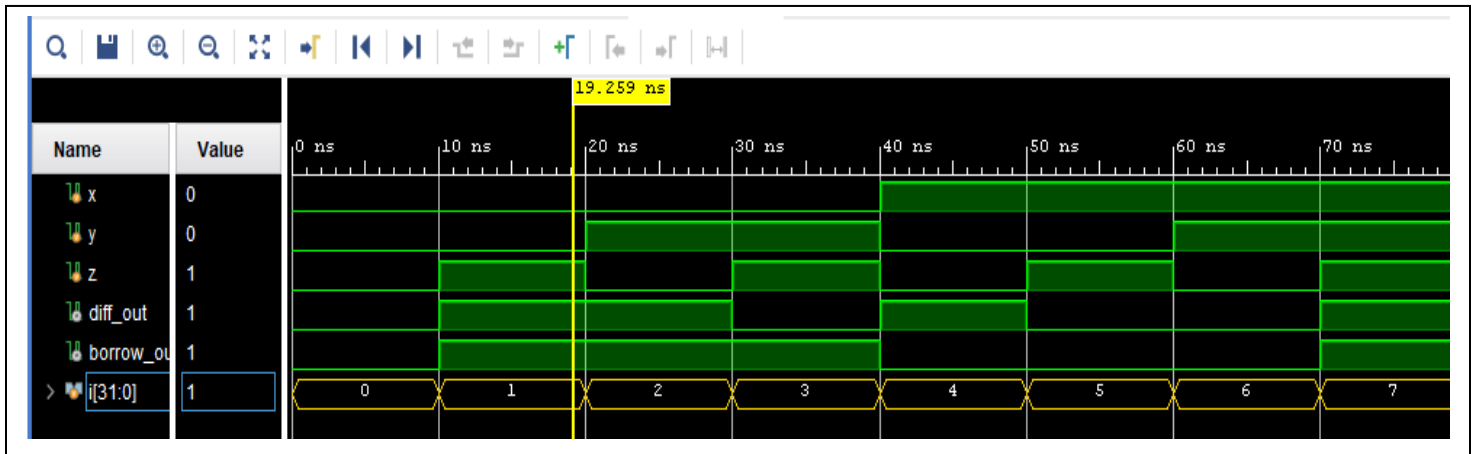 19.259 ns
Name Value
0 ns 10 ns 20 ns 30 ns 40 ns 50 ns 60 ns 70 ns
x 0
y 0
z 1
diff_out 1
borrow_ou 1
i[31:0] 1 0 1 2 3 4 5 6 7